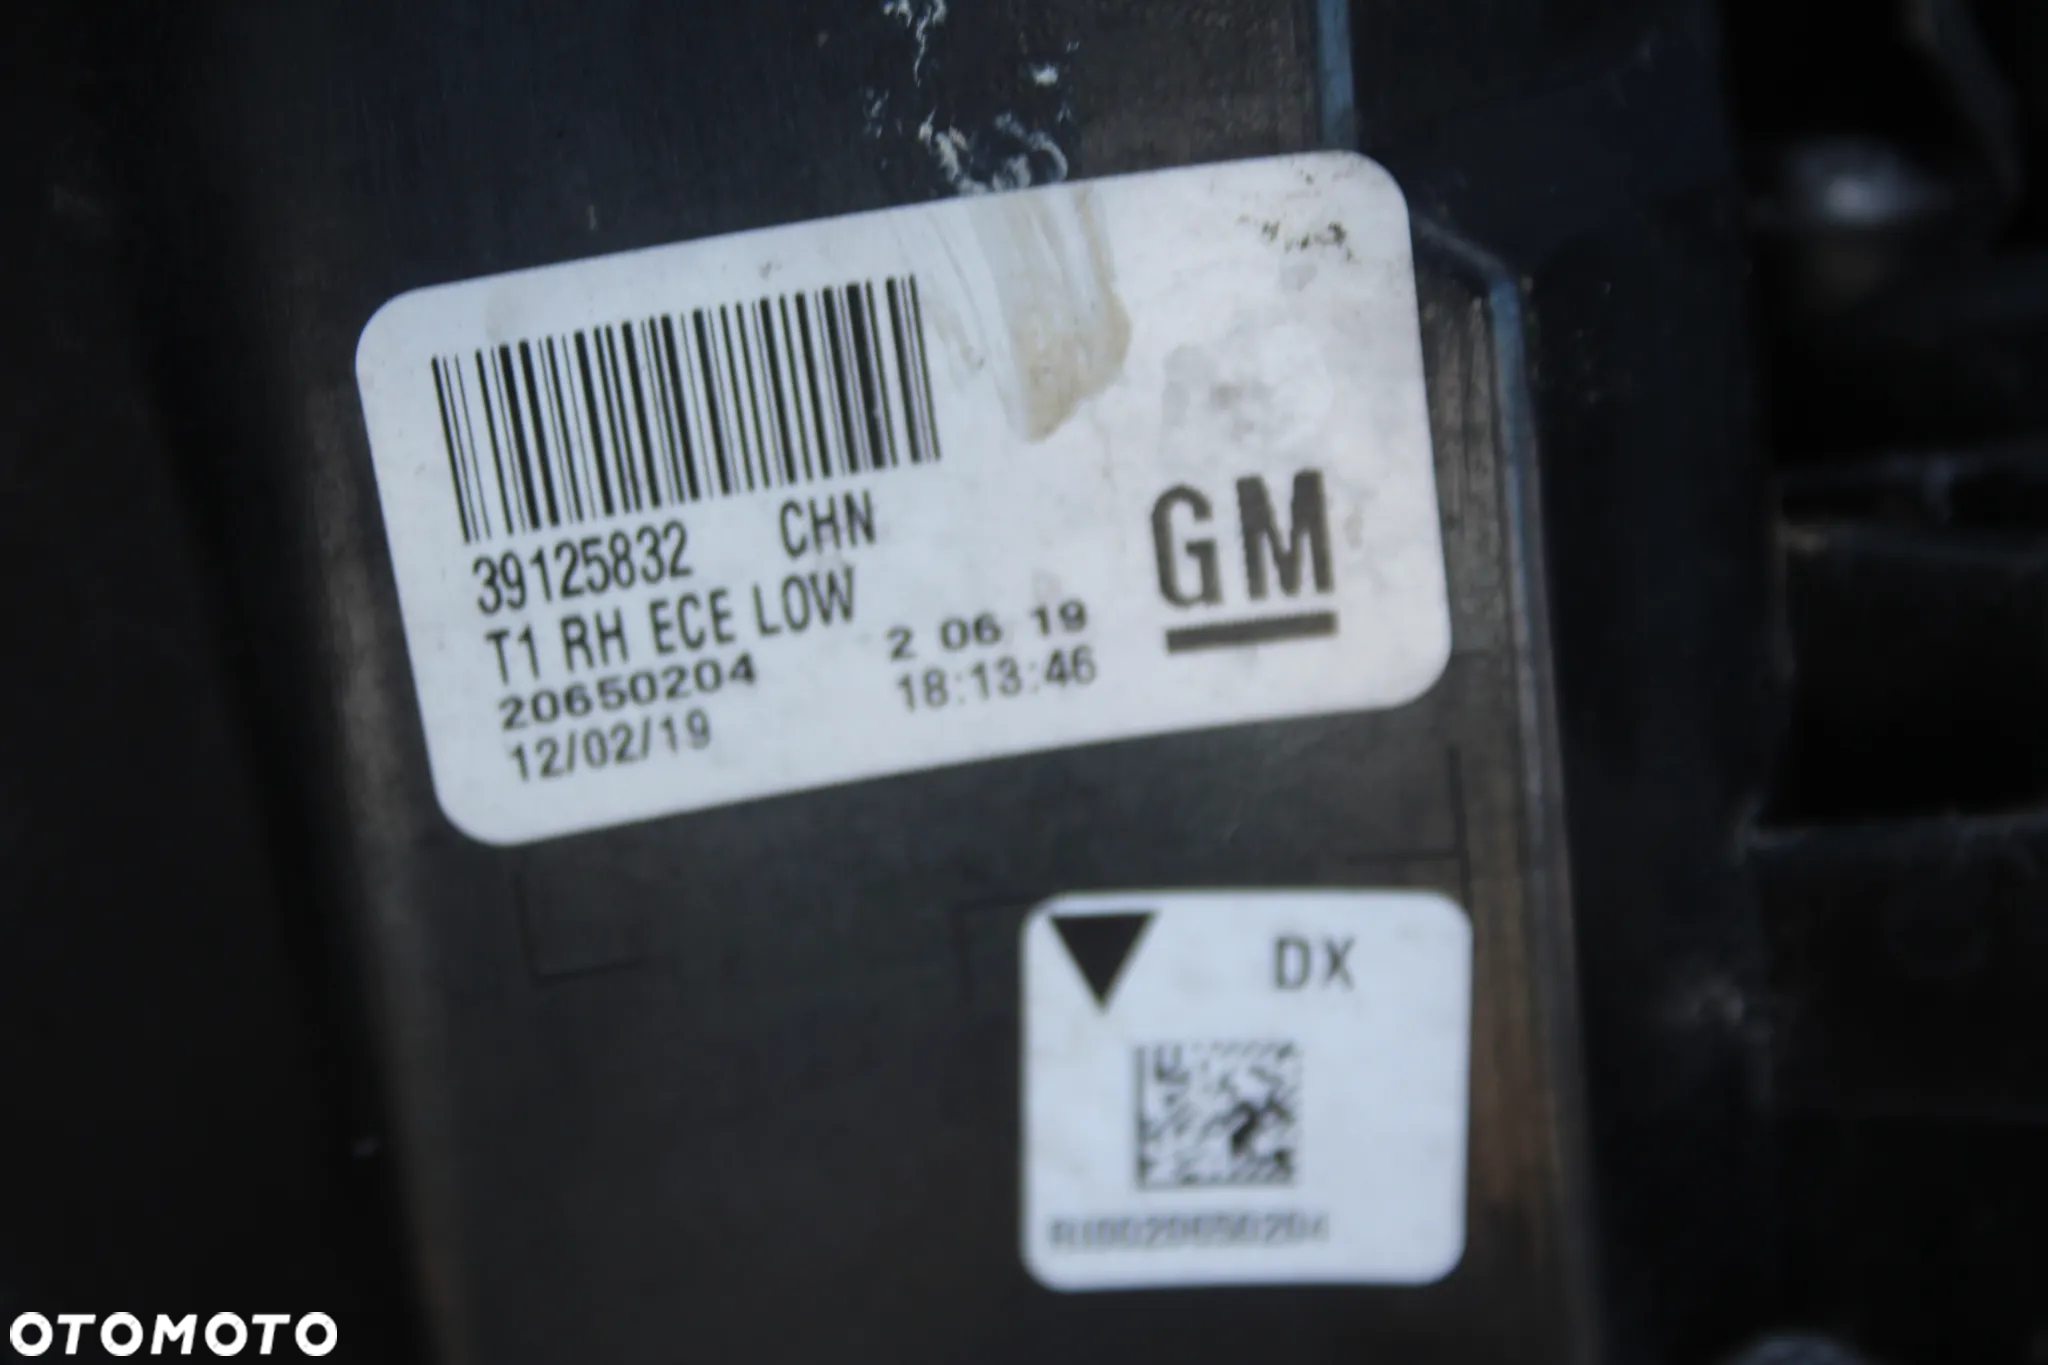 39125832 CHN
T1 RH ECE LOW
20650204 2 06 19
12/02/19 18:13:46
GM
DX
OTOMOTO